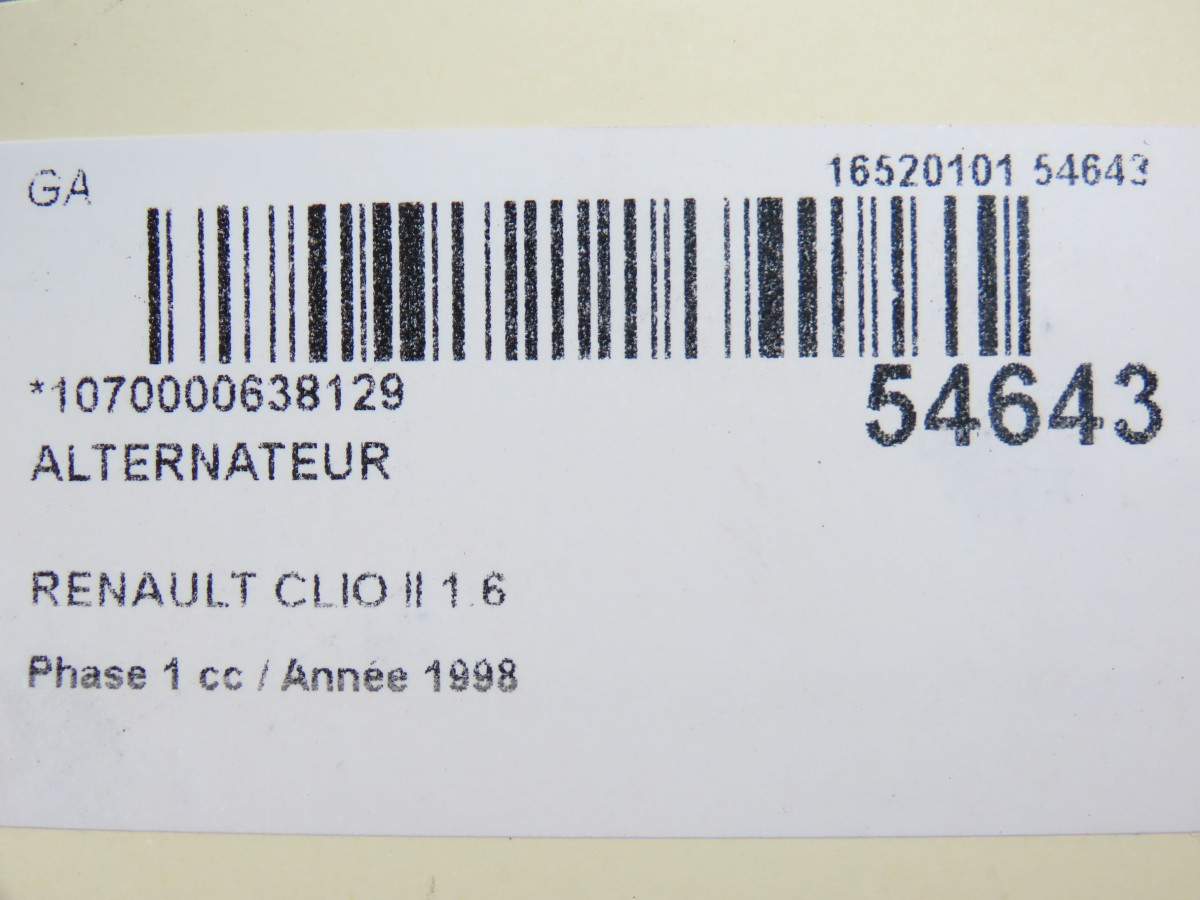 GA
16520101 54643
*1070000638129
54643
ALTERNATEUR
RENAULT CLIO II 1.6
Phase 1 cc / Année 1998